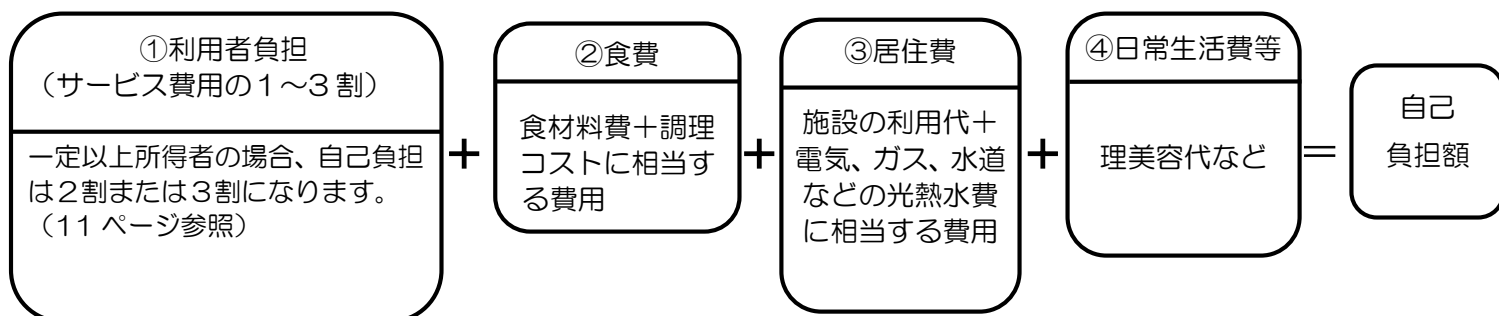 ①利用者負担
（サービス費用の１～３割）
一定以上所得者の場合、自己負担
は２割または３割になります。
（11 ページ参照）
＋
②食費
食材料費＋調理
コストに相当す
る費用
＋
③居住費
施設の利用代＋
電気、ガス、水道
などの光熱水費
に相当する費用
＋
④日常生活費等
理美容代など
＝
自己
負担額